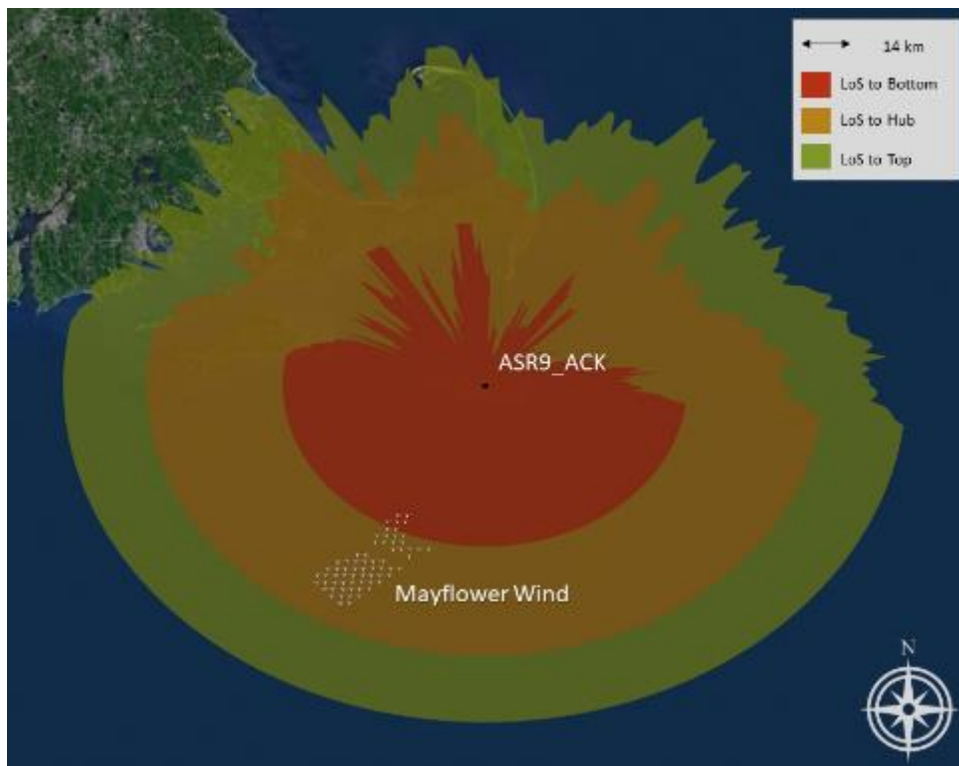 14 km
LoS to Bottom
LoS to Hub
LoS to Top
ASR9_ACK
Mayflower Wind
N